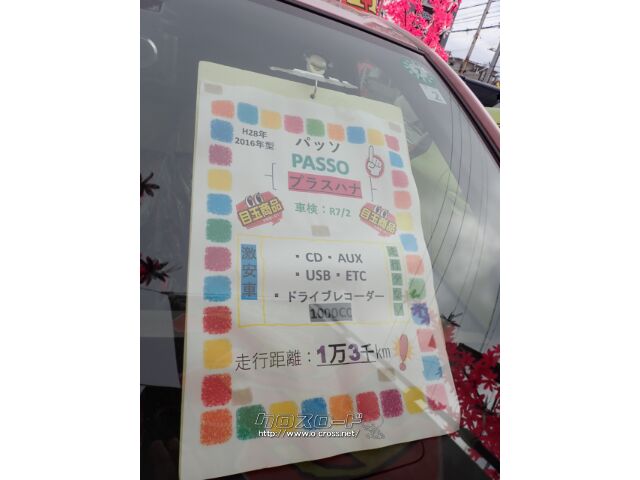 H28年
2016年型
パッソ
PASSO
プラスハナ
車検：R7/2
目玉商品
目玉商品
激安車
・CD・AUX
・USB・ETC
・ドライブレコーダー
1000CC
走行距離：1万3千km
クロスロード
http://www.o-cross.net/
2